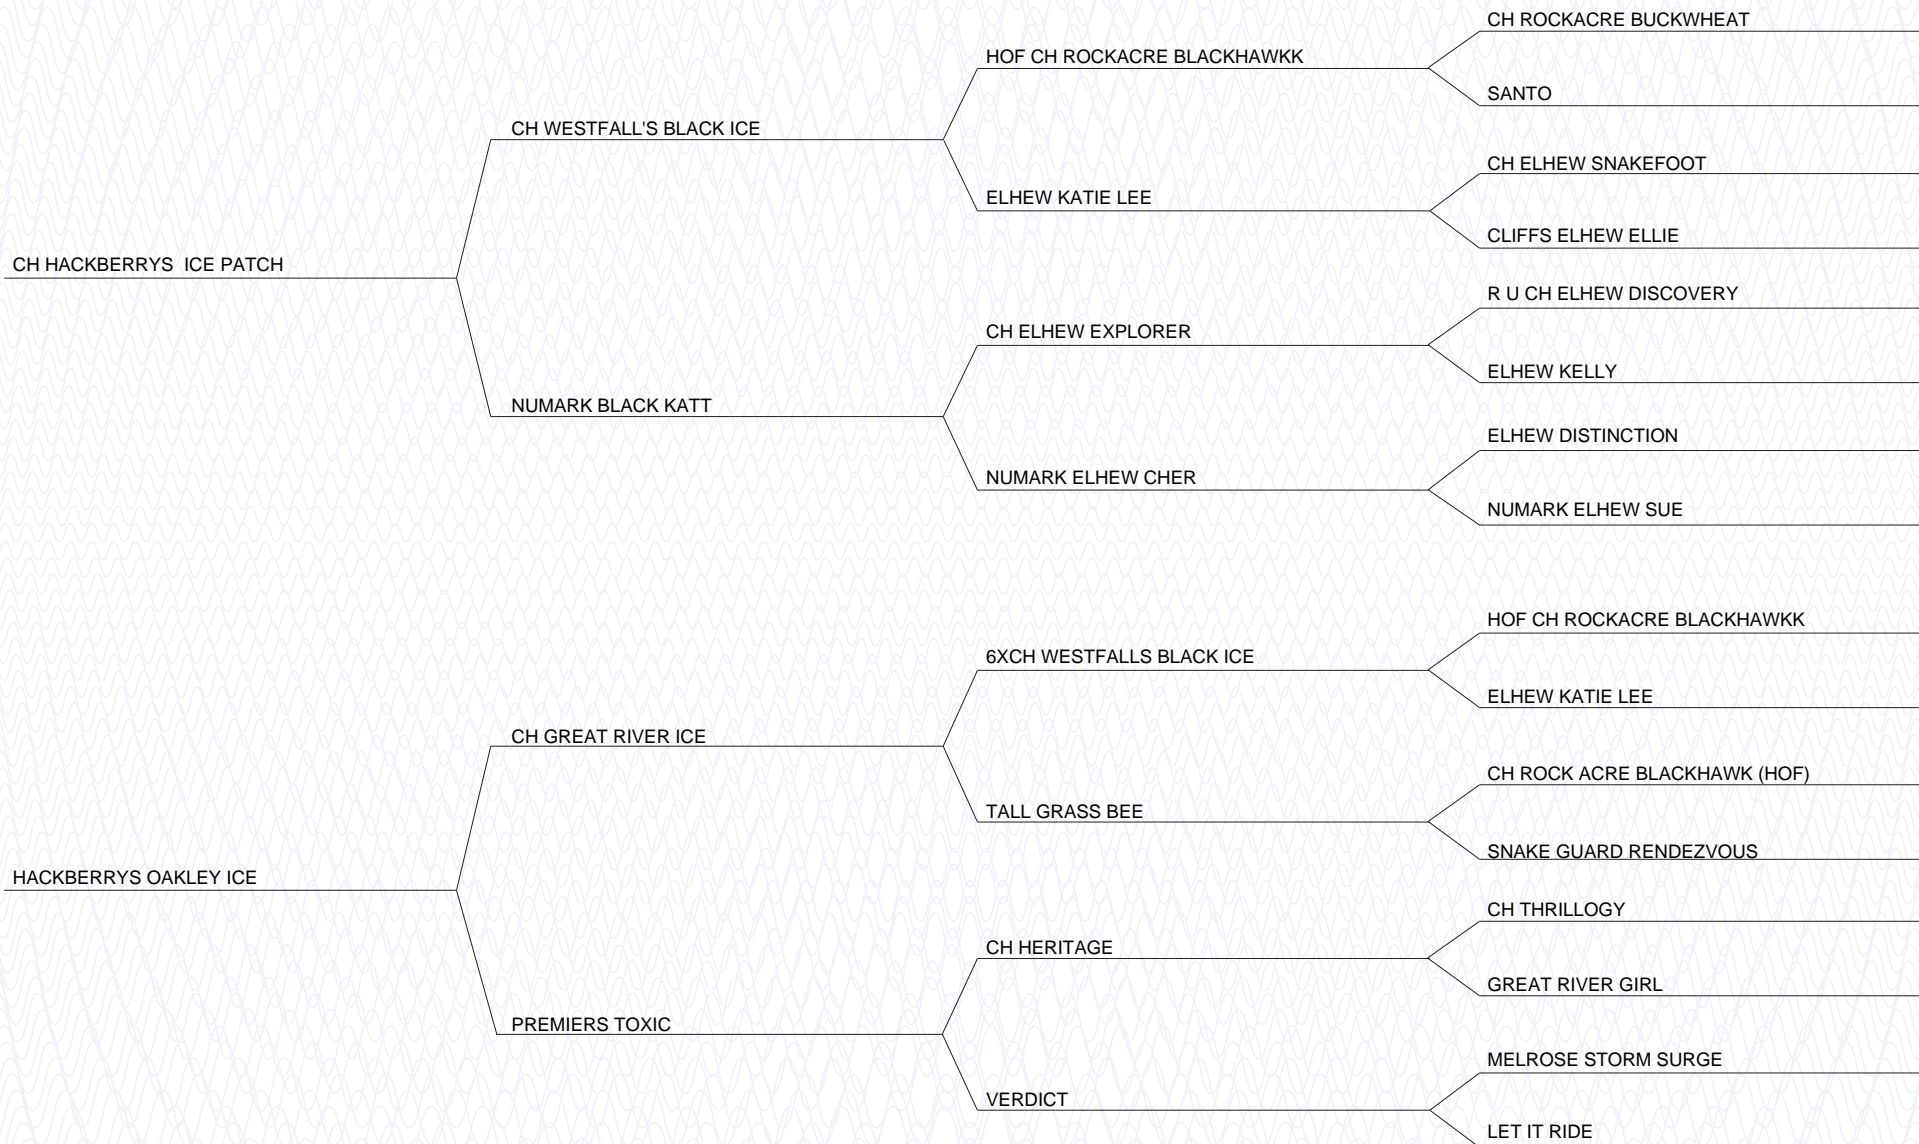 CH ROCKACRE BUCKWHEAT
HOF CH ROCKACRE BLACKHAWKK
SANTO
CH WESTFALL'S BLACK ICE
CH ELHEW SNAKEFOOT
ELHEW KATIE LEE
CLIFFS ELHEW ELLIE
CH HACKBERRYS  ICE PATCH
R U CH ELHEW DISCOVERY
CH ELHEW EXPLORER
ELHEW KELLY
NUMARK BLACK KATT
ELHEW DISTINCTION
NUMARK ELHEW CHER
NUMARK ELHEW SUE
HOF CH ROCKACRE BLACKHAWKK
6XCH WESTFALLS BLACK ICE
ELHEW KATIE LEE
CH GREAT RIVER ICE
CH ROCK ACRE BLACKHAWK (HOF)
TALL GRASS BEE
SNAKE GUARD RENDEZVOUS
HACKBERRYS OAKLEY ICE
CH THRILLOGY
CH HERITAGE
GREAT RIVER GIRL
PREMIERS TOXIC
MELROSE STORM SURGE
VERDICT
LET IT RIDE